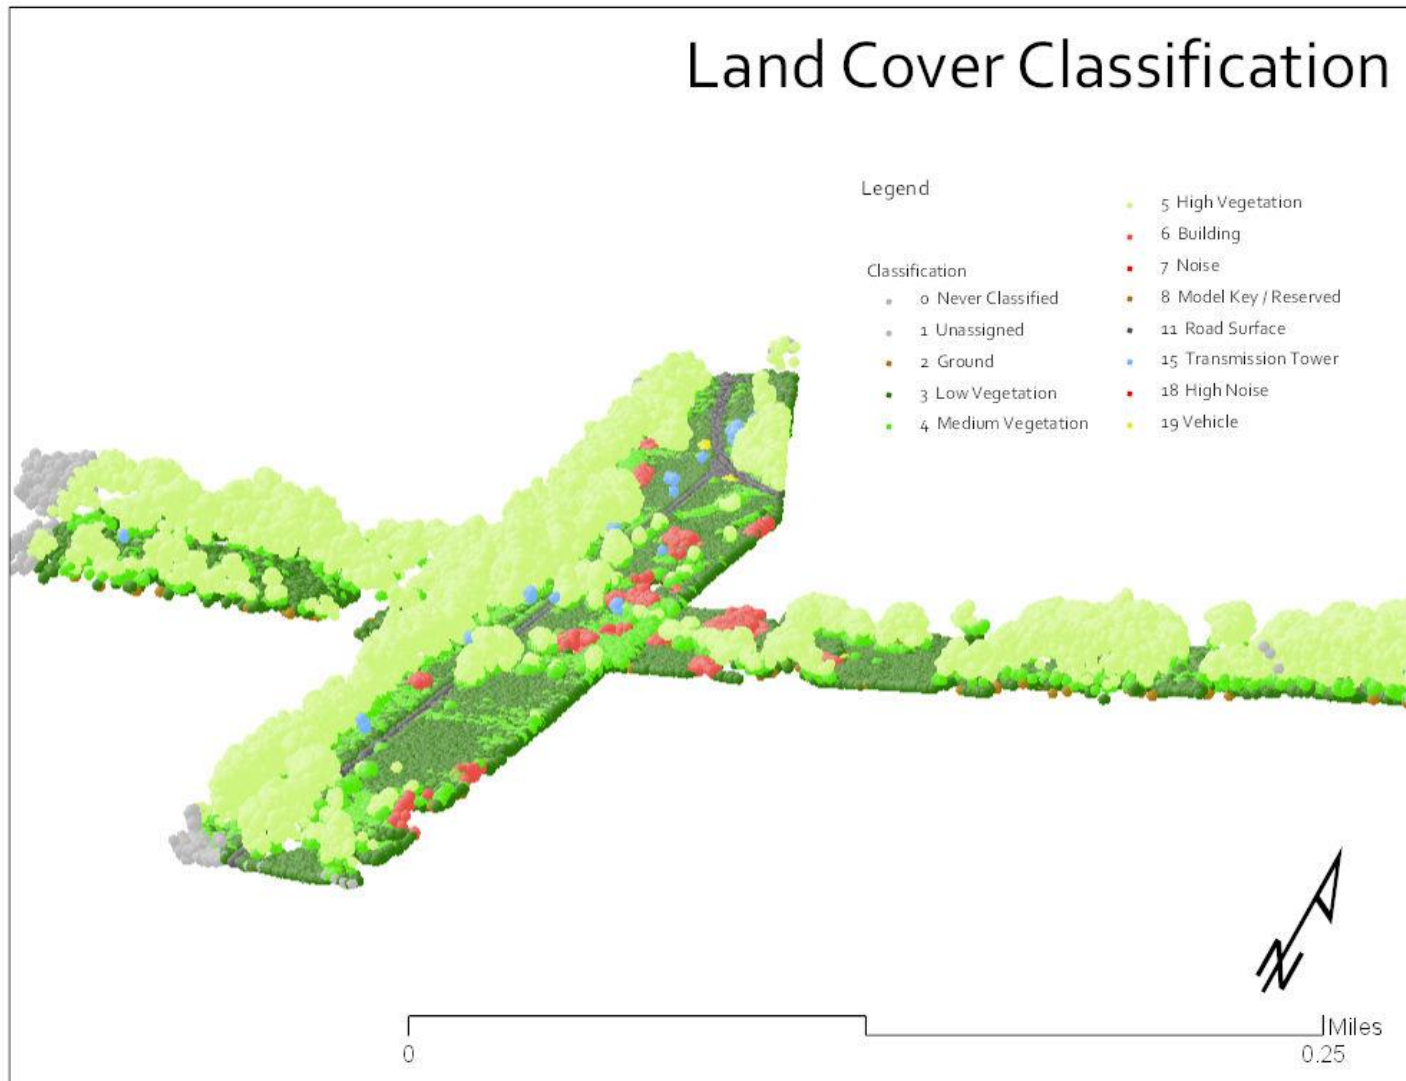 Land Cover Classification
Legend
Classification
0 Never Classified
1 Unassigned
2 Ground
3 Low Vegetation
4 Medium Vegetation
5 High Vegetation
6 Building
7 Noise
8 Model Key / Reserved
11 Road Surface
15 Transmission Tower
18 High Noise
19 Vehicle
N
Miles
0 0.25